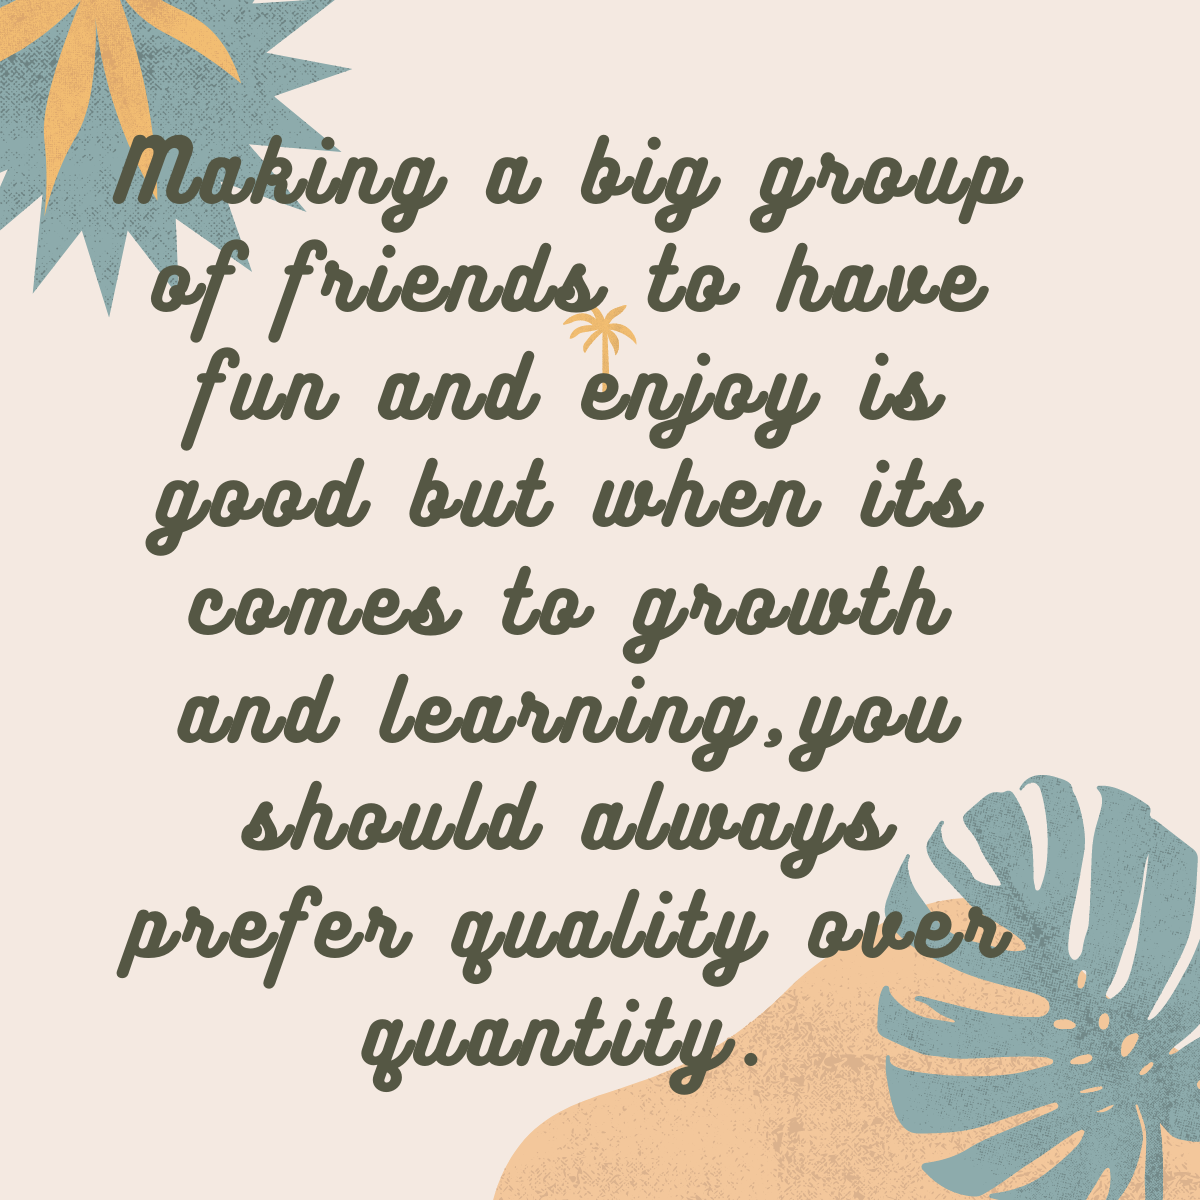 Making a big group
of friends to have
fun and enjoy is
good but when its
comes to growth
and learning,you
should always
prefer quality over
quantity.